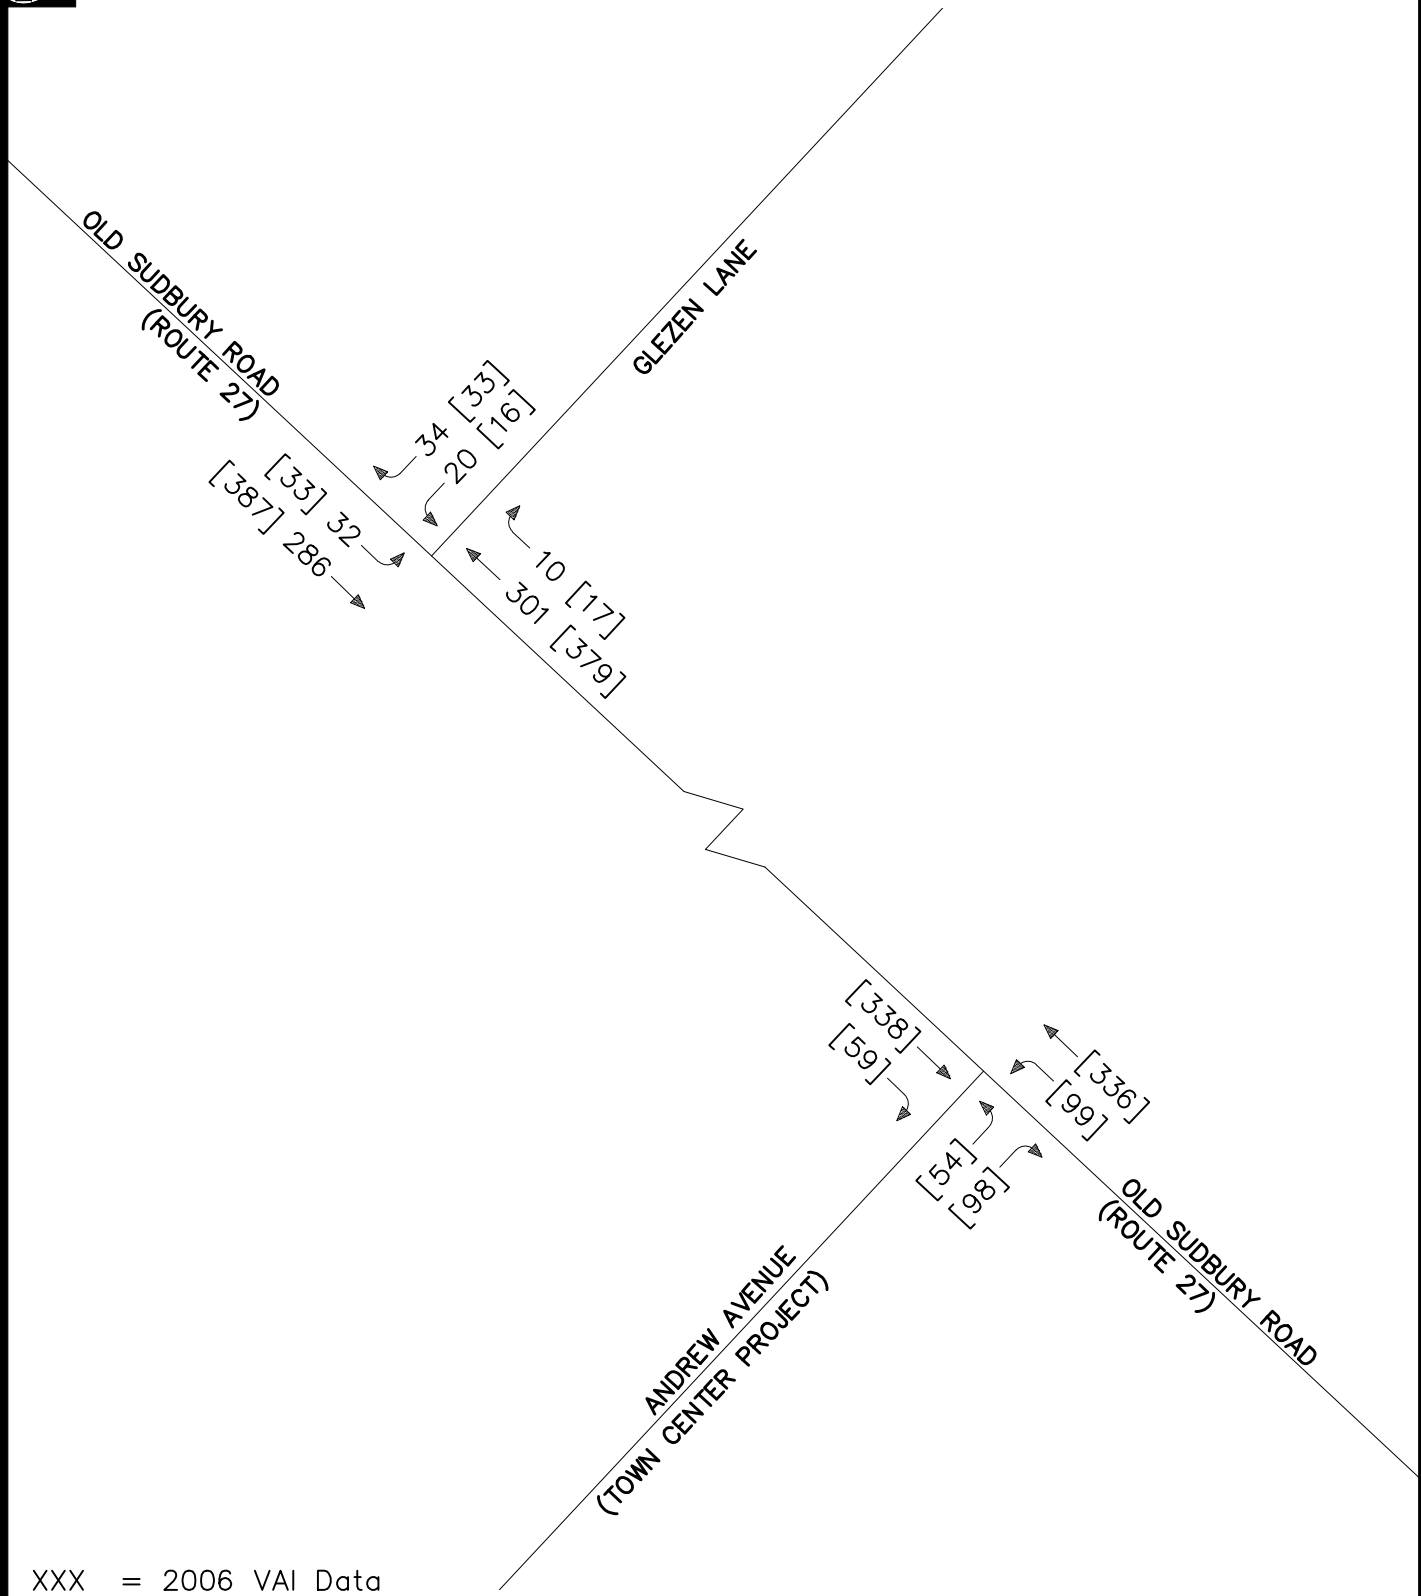 OLD SUDBURY ROAD
(ROUTE 27)
GLEZEN LANE
34 [33]
20 [16]
[33] 32
[387] 286
10 [17]
301 [379]
[338]
[59]
[336]
[99]
[54]
[98]
OLD SUDBURY ROAD
(ROUTE 27)
ANDREW AVENUE
(TOWN CENTER PROJECT)
XXX = 2006 VAI Data